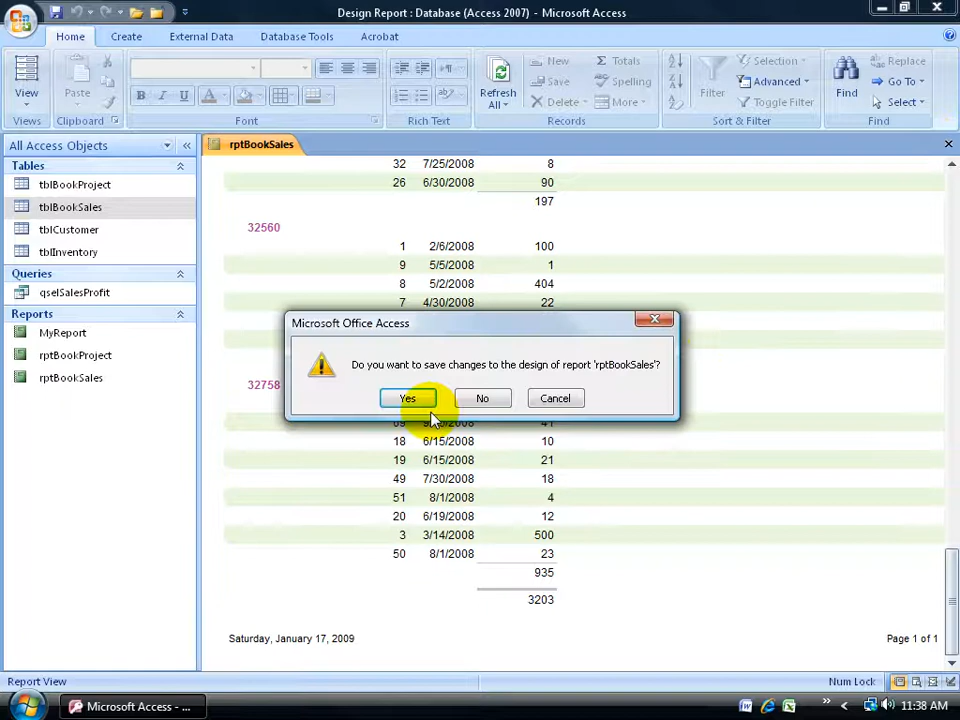 Design Report : Database (Access 2007) - Microsoft Access
Home Create External Data Database Tools Acrobat
View
Views
Paste
Clipboard
B I U A
Font
Rich Text
Refresh All
New
Save
Delete
Totals
Spelling
More
Records
Filter
Selection
Advanced
Toggle Filter
Sort & Filter
Find
Replace
Go To
Select
Find
All Access Objects
Tables
tblBookProject
tblBookSales
tblCustomer
tblInventory
Queries
qselSalesProfit
Reports
MyReport
rptBookProject
rptBookSales
rptBookSales
32 7/25/2008 8
26 6/30/2008 90
197
32560
1 2/6/2008 100
9 5/5/2008 1
8 5/2/2008 404
7 4/30/2008 22
Microsoft Office Access
Do you want to save changes to the design of report 'rptBookSales'?
Yes No Cancel
32758
18 6/15/2008 10
19 6/15/2008 21
49 7/30/2008 18
51 8/1/2008 4
20 6/19/2008 12
3 3/14/2008 500
50 8/1/2008 23
935
3203
Saturday, January 17, 2009 Page 1 of 1
Report View Num Lock
Microsoft Access - ... 11:38 AM